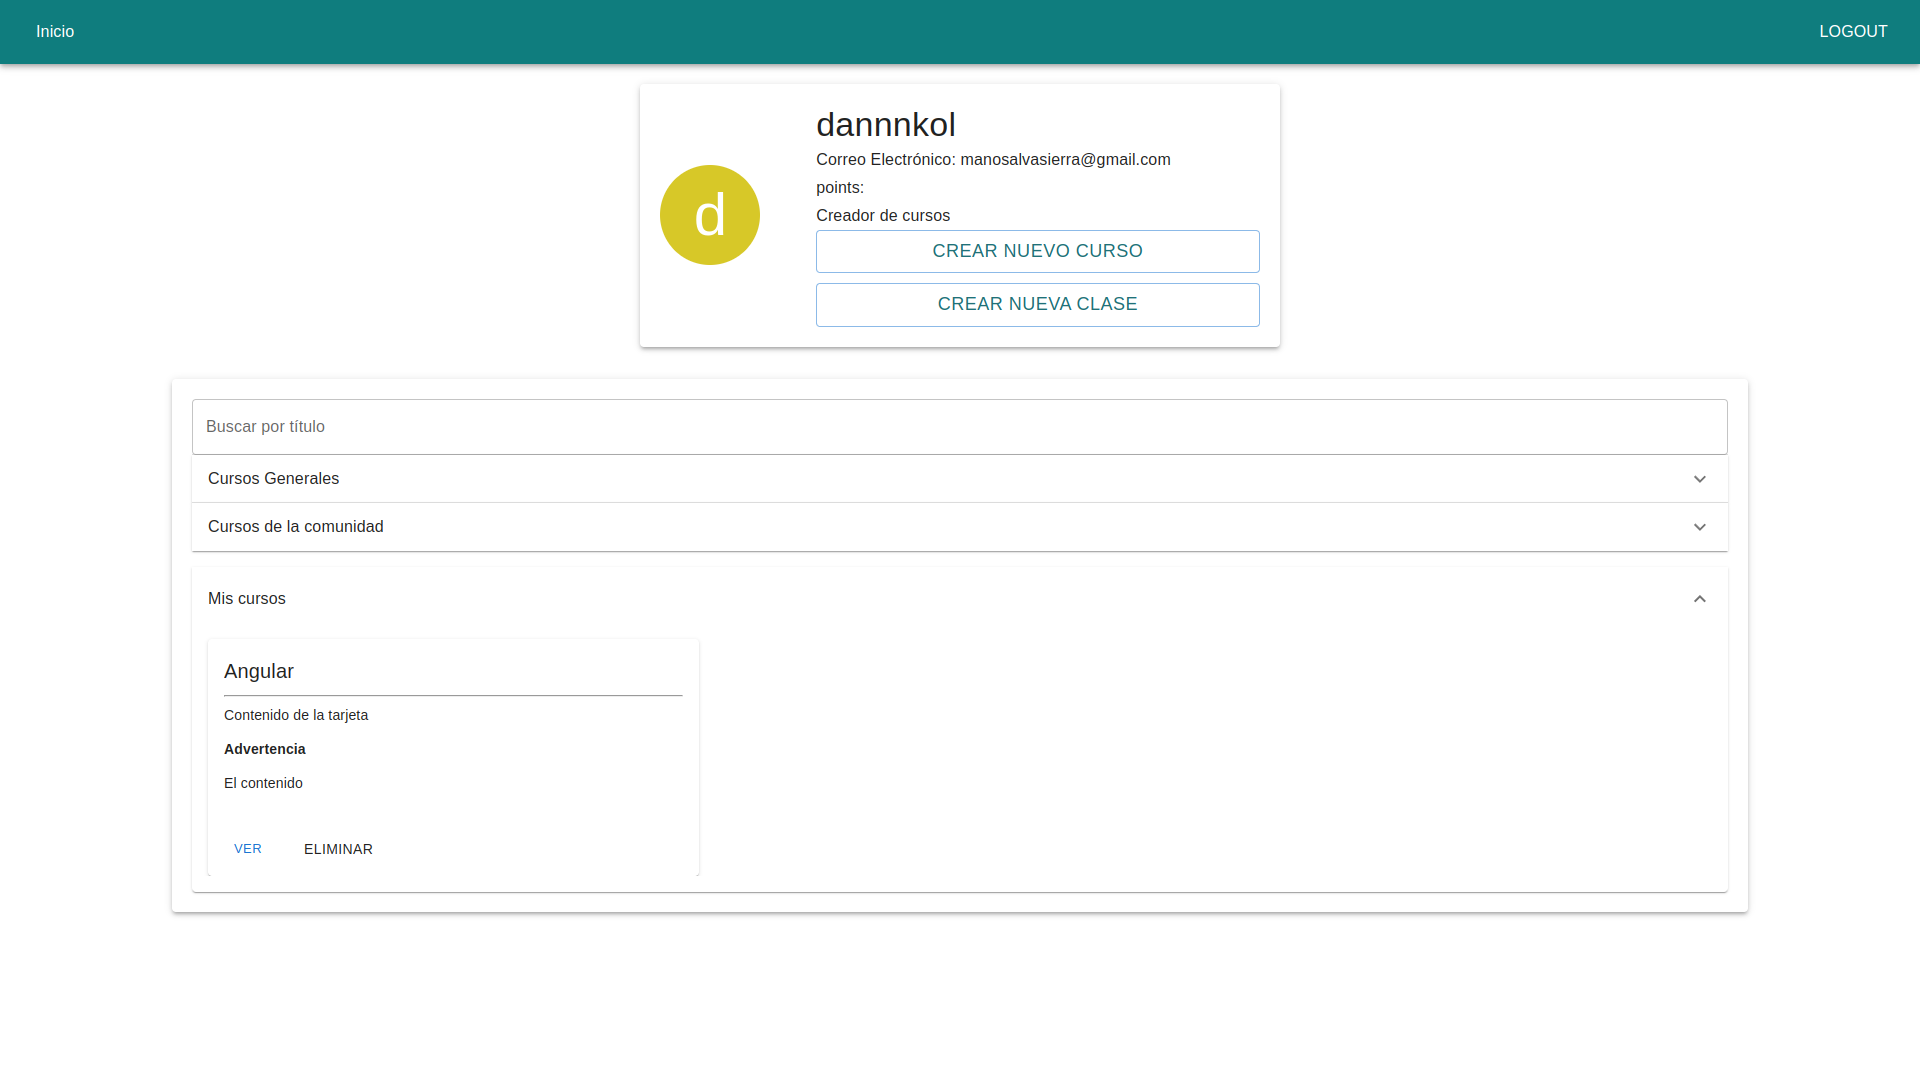 Inicio
LOGOUT
dannnkol
d
Correo Electrónico: manosalvasierra@gmail.com
points:
Creador de cursos
CREAR NUEVO CURSO
CREAR NUEVA CLASE
Buscar por título
Cursos Generales
Cursos de la comunidad
Mis cursos
Angular
Contenido de la tarjeta
Advertencia
El contenido
VER
ELIMINAR